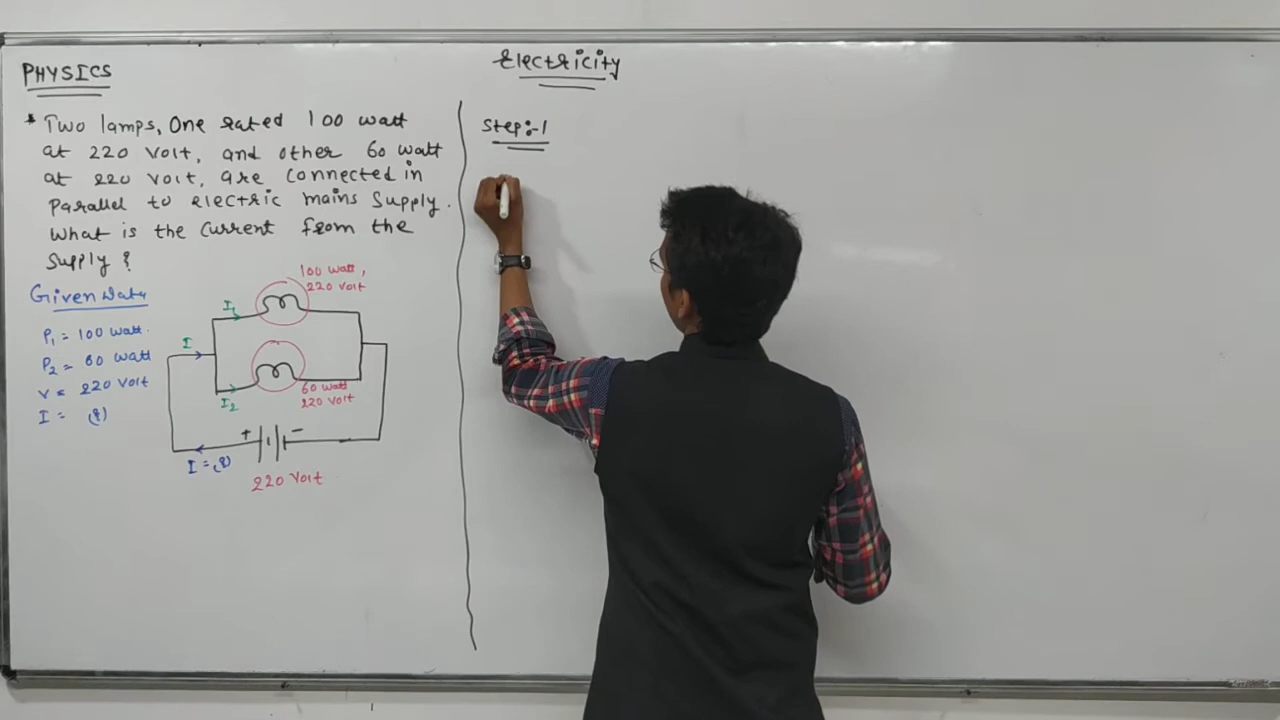 PHYSICS
Electricity
* Two lamps, One rated 100 watt
at 220 Volt, and other 60 watt
at 220 Volt, are connected in
Parallel to electric mains Supply.
What is the Current from the
Supply ?
Given Data
P₁ = 100 watt.
P₂ = 60 watt
V = 220 Volt
I = (?)
100 watt,
220 Volt
I₁
I
60 watt
220 Volt
I₂
+ -
I = (?)
220 Volt
Step:-1